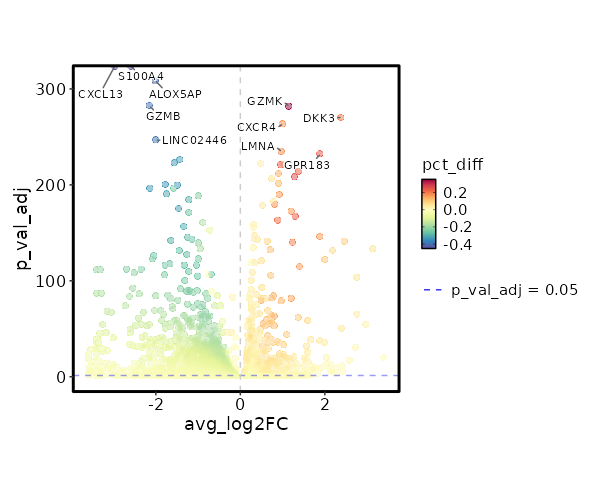 300
200
100
0
p_val_adj
-2
0
2
avg_log2FC
S100A4
CXCL13
ALOX5AP
GZMB
LINC02446
GZMK
DKK3
CXCR4
LMNA
GPR183
pct_diff
0.2
0.0
-0.2
-0.4
p_val_adj = 0.05